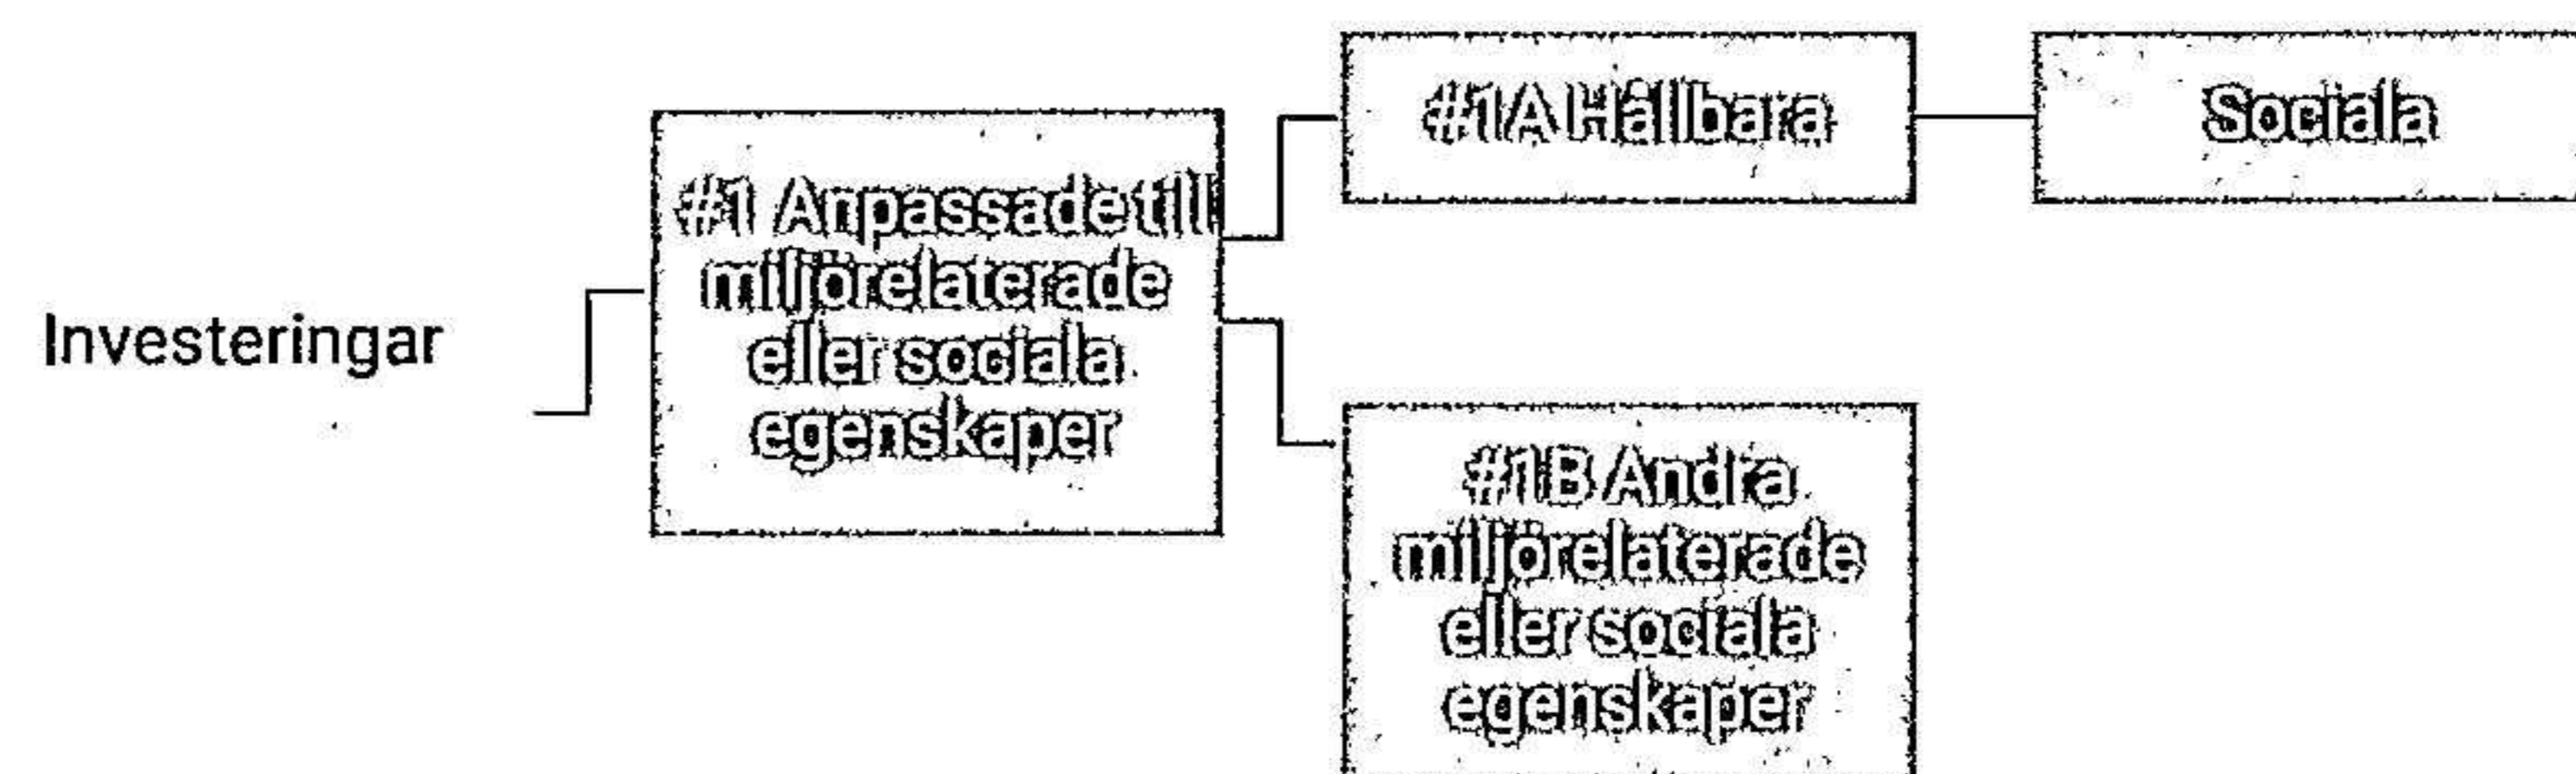 Investeringar
#1 Anpassade till
miljörelaterade
eller sociala
egenskaper
#1A Hållbara
Sociala
#1B Andra
miljörelaterade
eller sociala
egenskaper